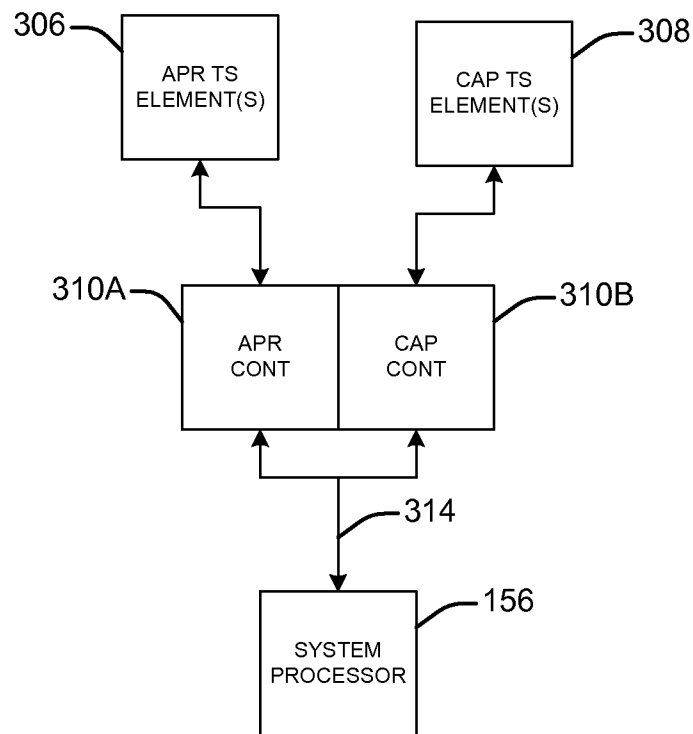 306
308
APR TS
ELEMENT(S)
CAP TS
ELEMENT(S)
310A
310B
APR
CONT
CAP
CONT
314
156
SYSTEM
PROCESSOR